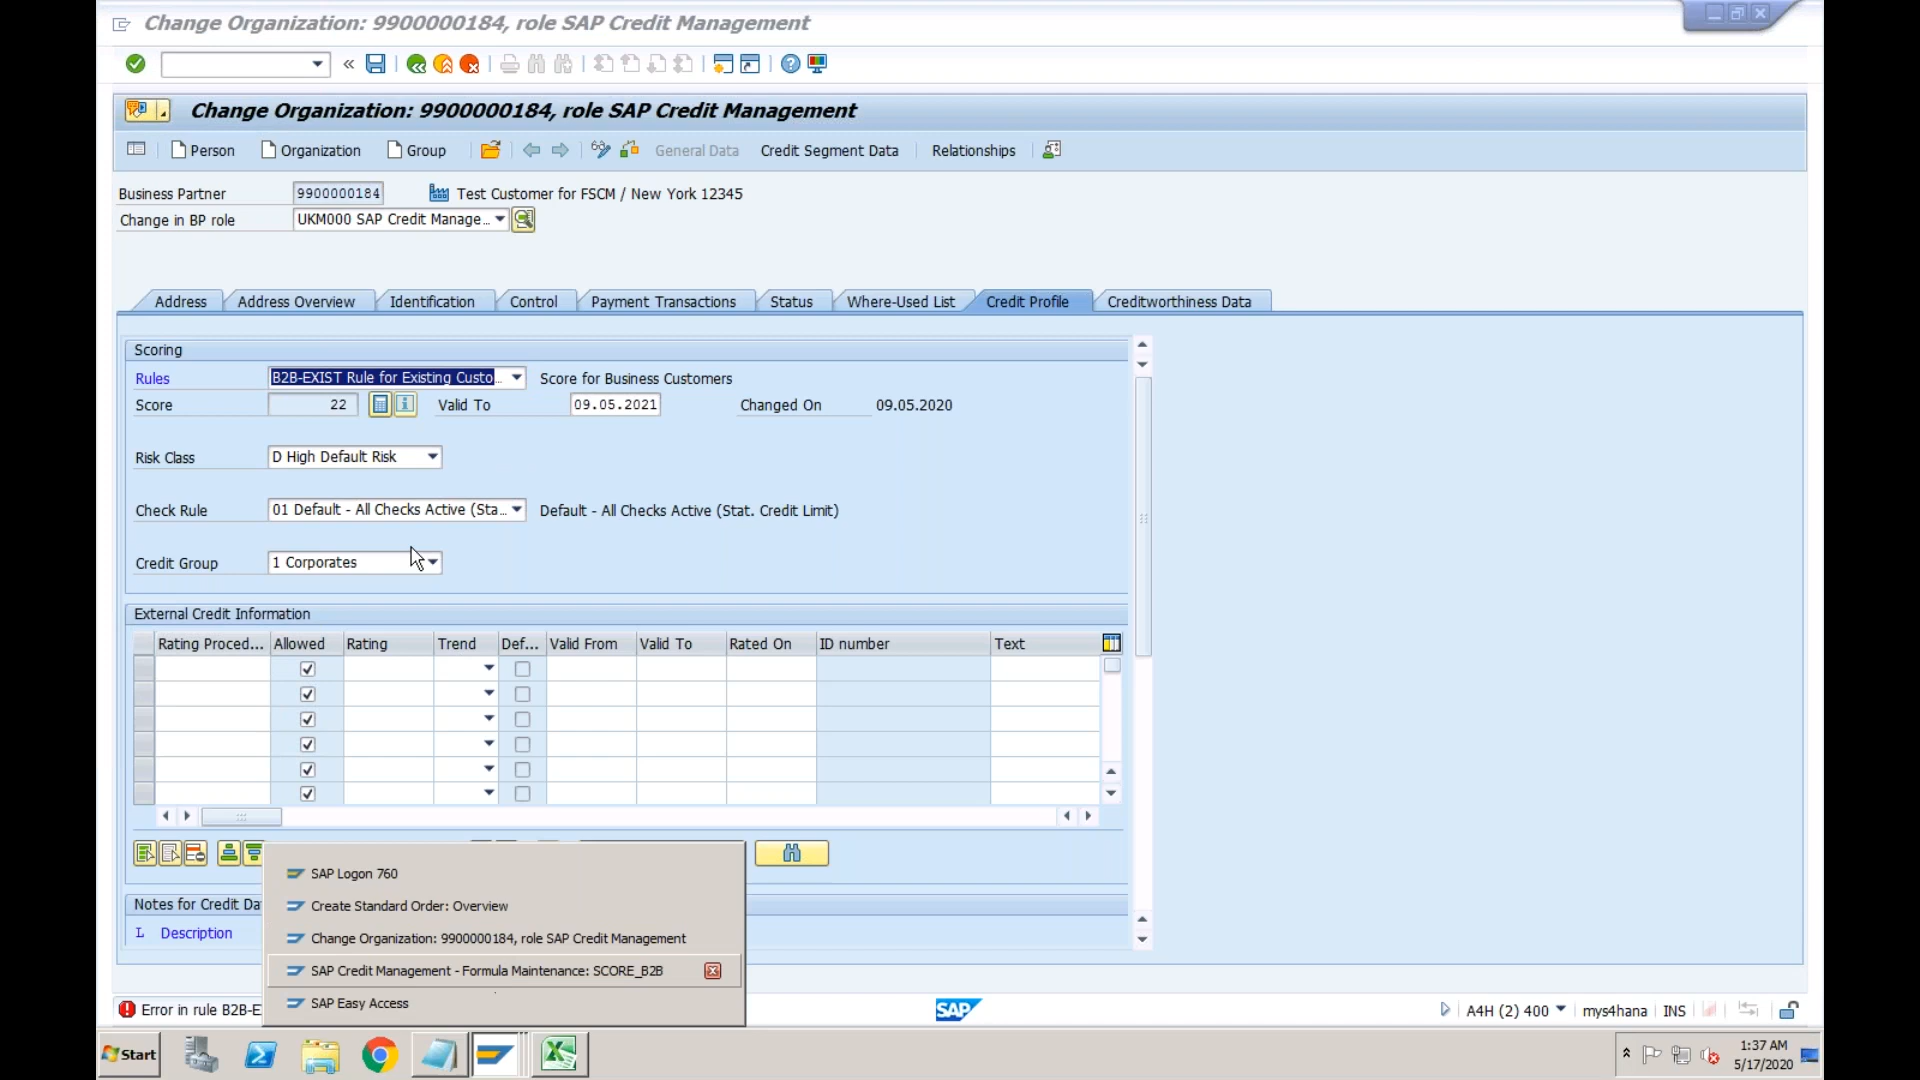 Change Organization: 9900000184, role SAP Credit Management
Change Organization: 9900000184, role SAP Credit Management
Person Organization Group General Data Credit Segment Data Relationships
Business Partner 9900000184 Test Customer for FSCM / New York 12345
Change in BP role UKM000 SAP Credit Manage...
Address Address Overview Identification Control Payment Transactions Status Where-Used List Credit Profile Creditworthiness Data
Scoring
Rules B2B-EXIST Rule for Existing Custo... Score for Business Customers
Score 22 Valid To 09.05.2021 Changed On 09.05.2020
Risk Class D High Default Risk
Check Rule 01 Default - All Checks Active (Sta... Default - All Checks Active (Stat. Credit Limit)
Credit Group 1 Corporates
External Credit Information
Rating Proced... Allowed Rating Trend Def... Valid From Valid To Rated On ID number Text
SAP Logon 760
Notes for Credit Da
Create Standard Order: Overview
L Description
Change Organization: 9900000184, role SAP Credit Management
SAP Credit Management - Formula Maintenance: SCORE_B2B
SAP Easy Access
Error in rule B2B-E
SAP
A4H (2) 400 mys4hana INS
Start
1:37 AM
5/17/2020